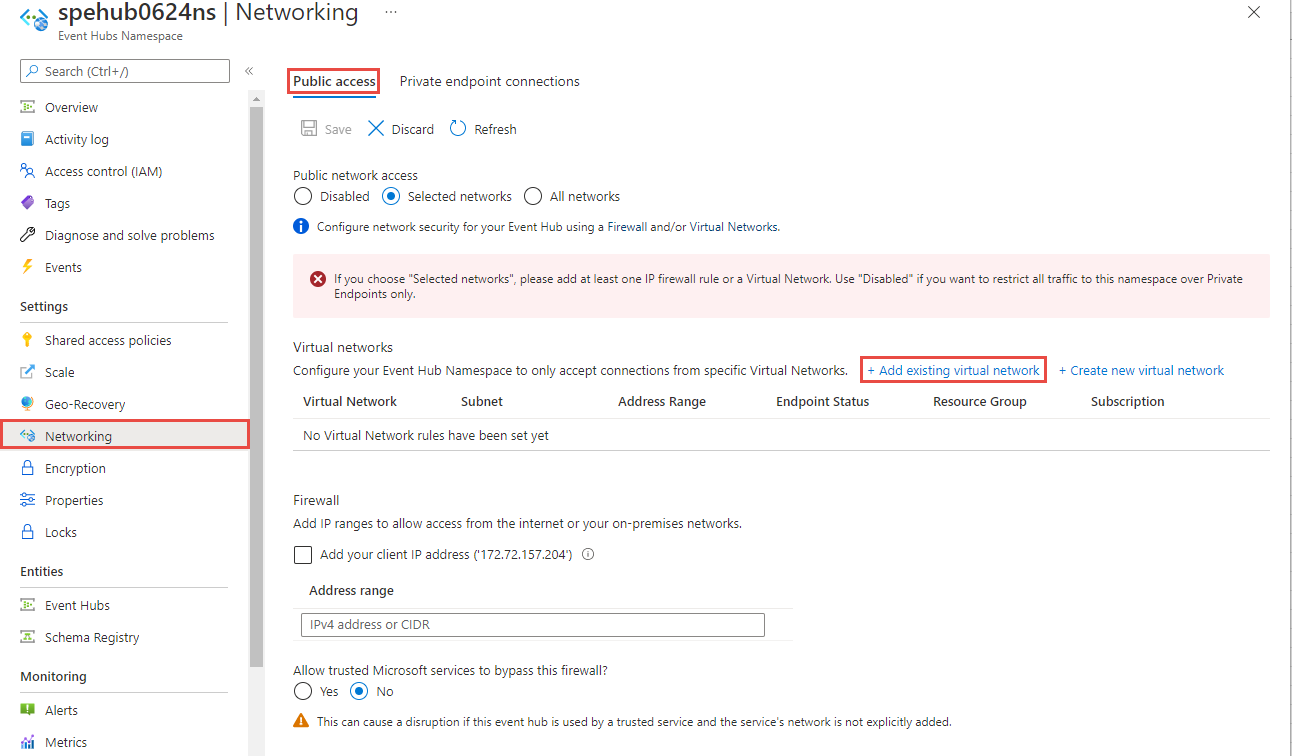 spehub0624ns | Networking ...
Event Hubs Namespace
Search (Ctrl+/)
«
Overview
Activity log
Access control (IAM)
Tags
Diagnose and solve problems
Events
Settings
Shared access policies
Scale
Geo-Recovery
Networking
Encryption
Properties
Locks
Entities
Event Hubs
Schema Registry
Monitoring
Alerts
Metrics
Public access Private endpoint connections
Save Discard Refresh
Public network access
Disabled Selected networks All networks
Configure network security for your Event Hub using a Firewall and/or Virtual Networks.
If you choose "Selected networks", please add at least one IP firewall rule or a Virtual Network. Use "Disabled" if you want to restrict all traffic to this namespace over Private
Endpoints only.
Virtual networks
Configure your Event Hub Namespace to only accept connections from specific Virtual Networks. + Add existing virtual network + Create new virtual network
Virtual Network Subnet Address Range Endpoint Status Resource Group Subscription
No Virtual Network rules have been set yet
Firewall
Add IP ranges to allow access from the internet or your on-premises networks.
Add your client IP address ('172.72.157.204')
Address range
IPv4 address or CIDR
Allow trusted Microsoft services to bypass this firewall?
Yes No
This can cause a disruption if this event hub is used by a trusted service and the service's network is not explicitly added.